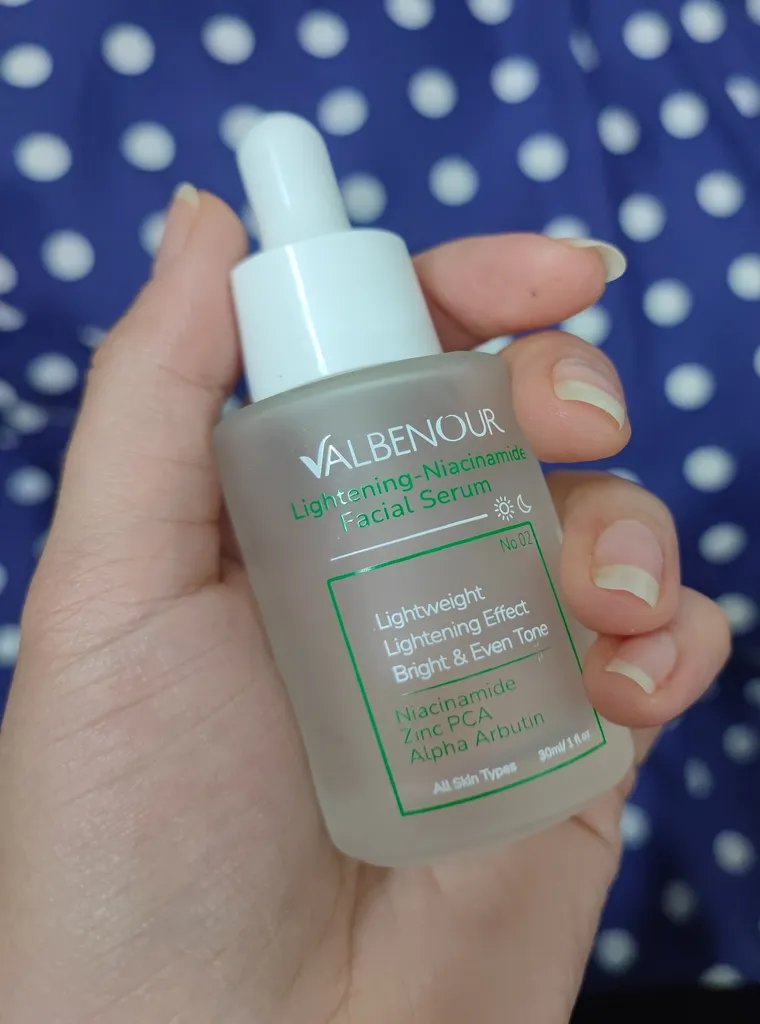 VALBENOUR
Lightening-Niacinamide
Facial Serum
No 02
Lightweight
Lightening Effect
Bright & Even Tone
Niacinamide
Zinc PCA
Alpha Arbutin
All Skin Types 30ml/ 1 fl oz